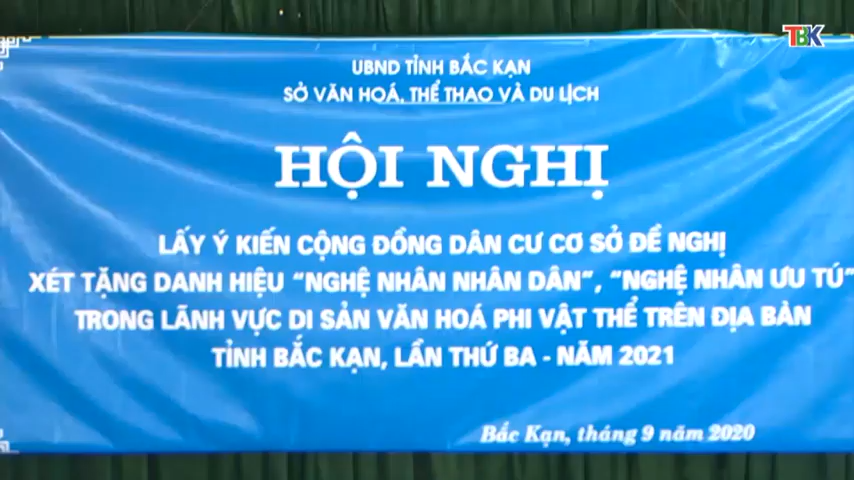 TBK
UBND TỈNH BẮC KẠN
SỞ VĂN HOÁ, THỂ THAO VÀ DU LỊCH
HỘI NGHỊ
LẤY Ý KIẾN CỘNG ĐỒNG DÂN CƯ CƠ SỞ ĐỀ NGHỊ
XÉT TẶNG DANH HIỆU "NGHỆ NHÂN NHÂN DÂN", "NGHỆ NHÂN ƯU TÚ"
TRONG LÃNH VỰC DI SẢN VĂN HOÁ PHI VẬT THỂ TRÊN ĐỊA BÀN
TỈNH BẮC KẠN, LẦN THỨ BA - NĂM 2021
Bắc Kạn, tháng 9 năm 2020